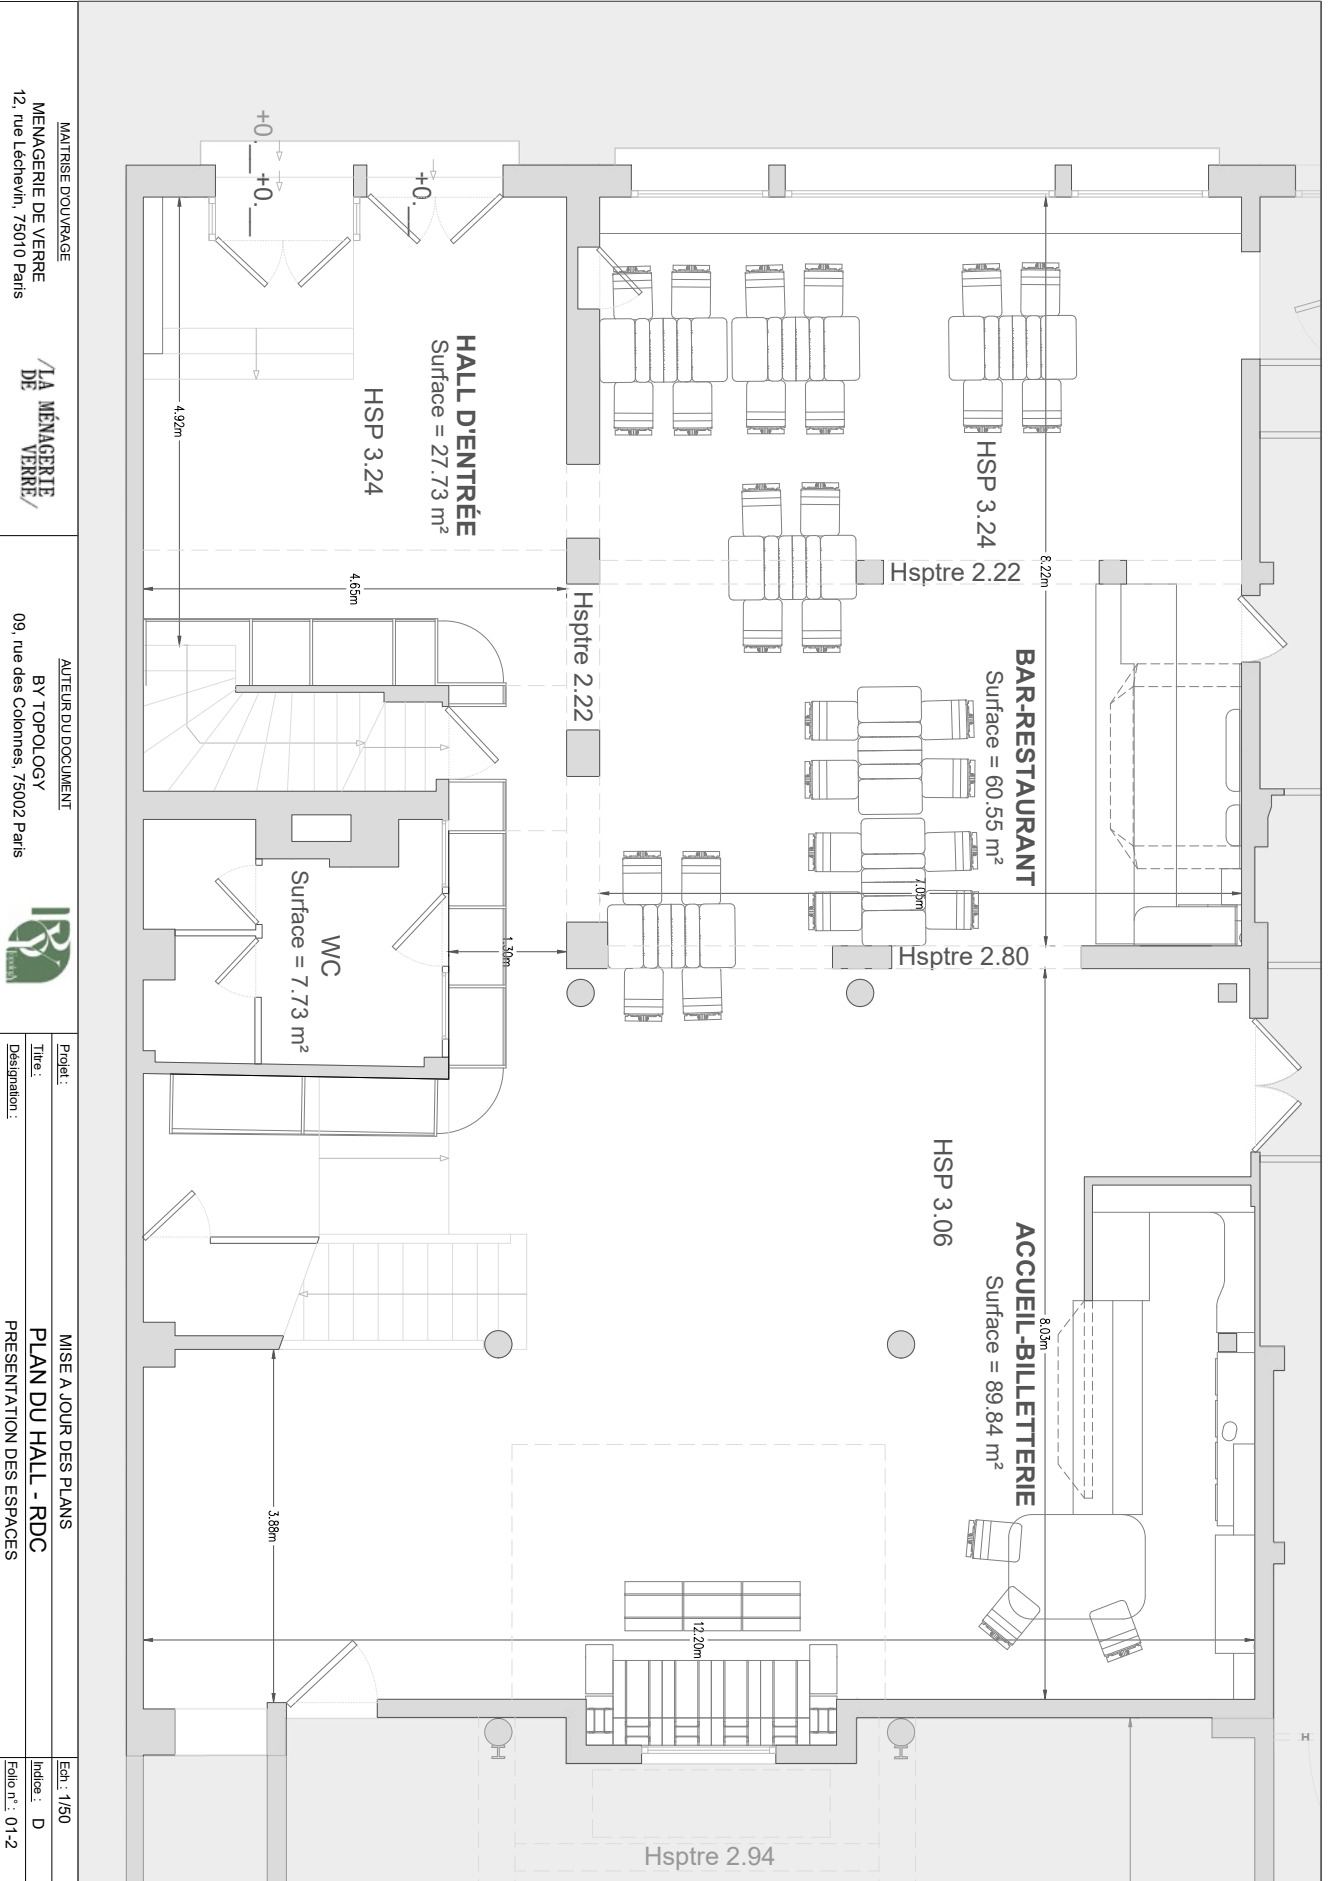 MAITRISE D'OUVRAGE
MENAGERIE DE VERRE
12, rue Léchevin, 75010 Paris
/LA MÉNAGERIE
DE VERRE/
AUTEUR DU DOCUMENT
BY TOPOLOGY
09, rue des Colonnes, 75002 Paris
Projet :
MISE A JOUR DES PLANS
Titre :
PLAN DU HALL - RDC
Désignation :
PRESENTATION DES ESPACES
Ech : 1/50
Indice : D
Folio n° : 01-2
+0.
+0.
+0.
HALL D'ENTRÉE
Surface = 27.73 m²
HSP 3.24
4.92m
4.65m
HSP 3.24
Hsptre 2.22
8.22m
Hsptre 2.22
BAR-RESTAURANT
Surface = 60.55 m²
7.05m
Hsptre 2.80
WC
Surface = 7.73 m²
1.30m
HSP 3.06
ACCUEIL-BILLETTERIE
Surface = 89.84 m²
8.03m
3.88m
12.20m
Hsptre 2.94